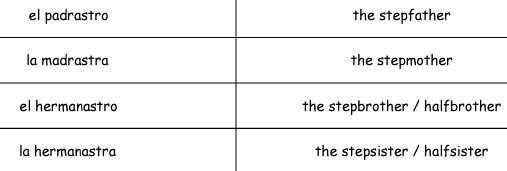 el padrastro the stepfather
la madrastra the stepmother
el hermanastro the stepbrother / halfbrother
la hermanastra the stepsister / halfsister